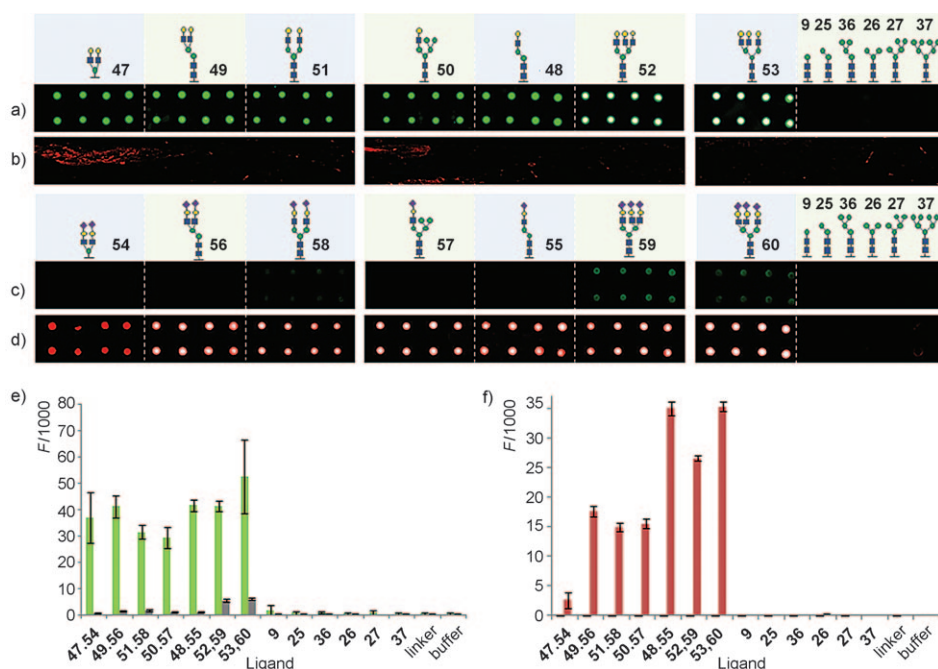 47 49 51 50 48 52 53 9 25 36 26 27 37
a)
b)
9 25 36 26 27 37
54 56 58 57 55 59 60
c)
d)
e)
F/1000
80
70
60
50
40
30
20
10
0
47.54 49.56 51.58 50.57 48.55 52,59 53,60 9 25 36 26 27 37 linker buffer
Ligand
f)
F/1000
35
30
25
20
15
10
5
0
47.54 49.56 51.58 50.57 48.55 52,59 53,60 9 25 36 26 27 37 linker buffer
Ligand